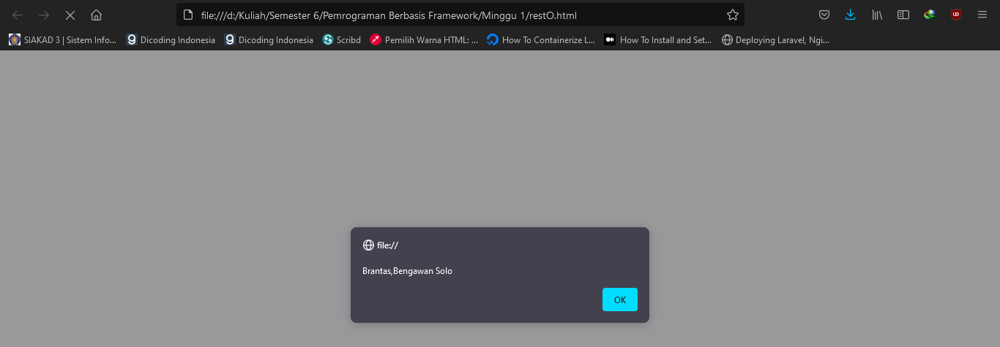 file:///d:/Kuliah/Semester 6/Pemrograman Berbasis Framework/Minggu 1/restO.html
SIAKAD 3 | Sistem Info... Dicoding Indonesia Dicoding Indonesia Scribd Pemilih Warna HTML: ... How To Containerize L... How To Install and Set... Deploying Laravel, Ngi...
file://
Brantas,Bengawan Solo
OK